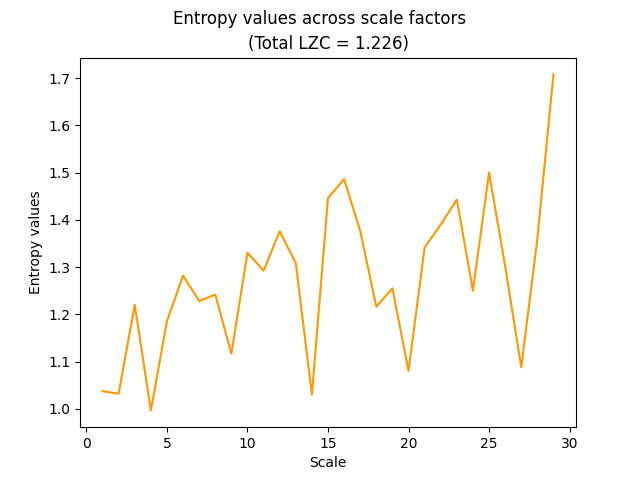 Entropy values across scale factors
(Total LZC = 1.226)
1.7
1.6
1.5
1.4
1.3
1.2
1.1
1.0
Entropy values
0 5 10 15 20 25 30
Scale